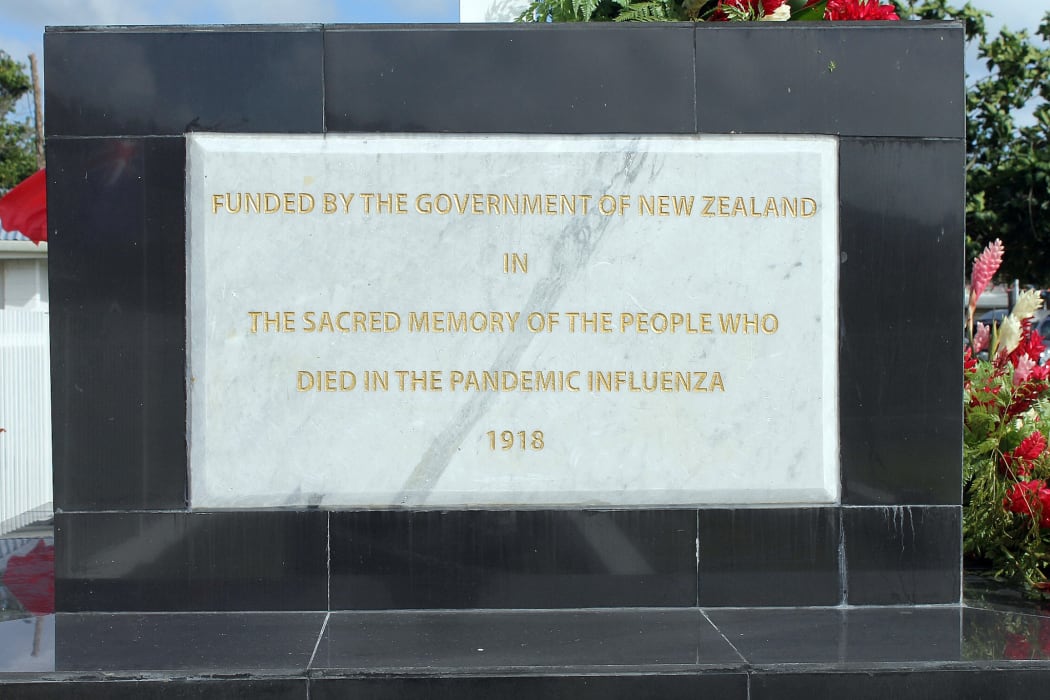 FUNDED BY THE GOVERNMENT OF NEW ZEALAND
IN
THE SACRED MEMORY OF THE PEOPLE WHO
DIED IN THE PANDEMIC INFLUENZA
1918